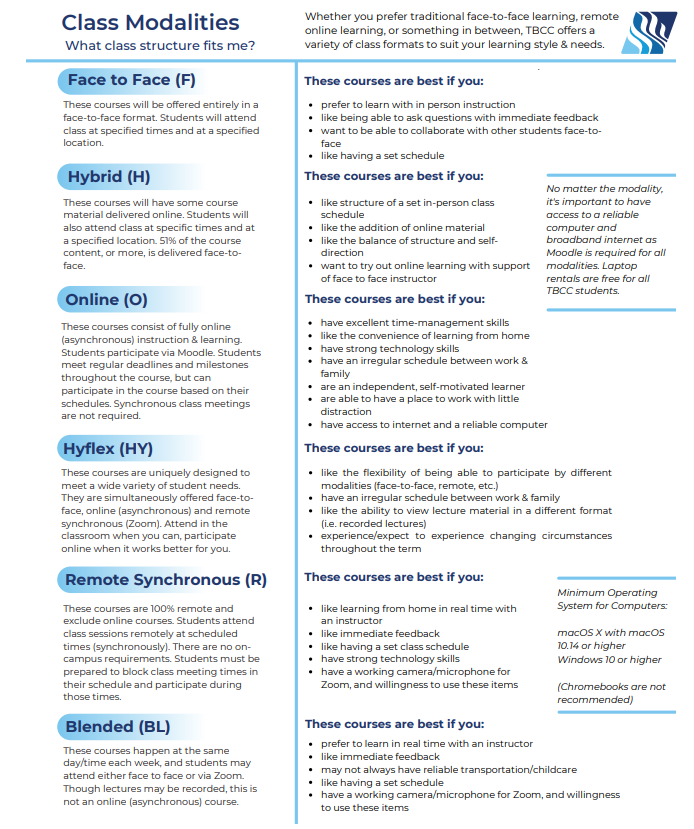 Class Modalities
What class structure fits me?
Whether you prefer traditional face-to-face learning, remote
online learning, or something in between, TBCC offers a
variety of class formats to suit your learning style & needs.
Face to Face (F)
These courses will be offered entirely in a
face-to-face format. Students will attend
class at specified times and at a specified
location.
These courses are best if you:
• prefer to learn with in person instruction
• like being able to ask questions with immediate feedback
• want to be able to collaborate with other students face-to-
face
• like having a set schedule
Hybrid (H)
These courses will have some course
material delivered online. Students will
also attend class at specific times and at
a specified location. 51% of the course
content, or more, is delivered face-to-
face.
These courses are best if you:
• like structure of a set in-person class
schedule
• like the addition of online material
• like the balance of structure and self-
direction
• want to try out online learning with support
of face to face instructor
No matter the modality,
it's important to have
access to a reliable
computer and
broadband internet as
Moodle is required for all
modalities. Laptop
rentals are free for all
TBCC students.
Online (O)
These courses consist of fully online
(asynchronous) instruction & learning.
Students participate via Moodle. Students
meet regular deadlines and milestones
throughout the course, but can
participate in the course based on their
schedules. Synchronous class meetings
are not required.
These courses are best if you:
• have excellent time-management skills
• like the convenience of learning from home
• have strong technology skills
• have an irregular schedule between work &
family
• are an independent, self-motivated learner
• are able to have a place to work with little
distraction
• have access to internet and a reliable computer
Hyflex (HY)
These courses are uniquely designed to
meet a wide variety of student needs.
They are simultaneously offered face-to-
face, online (asynchronous) and remote
synchronous (Zoom). Attend in the
classroom when you can, participate
online when it works better for you.
These courses are best if you:
• like the flexibility of being able to participate by different
modalities (face-to-face, remote, etc.)
• have an irregular schedule between work & family
• like the ability to view lecture material in a different format
(i.e. recorded lectures)
• experience/expect to experience changing circumstances
throughout the term
Remote Synchronous (R)
These courses are 100% remote and
exclude online courses. Students attend
class sessions remotely at scheduled
times (synchronously). There are no on-
campus requirements. Students must be
prepared to block class meeting times in
their schedule and participate during
those times.
These courses are best if you:
• like learning from home in real time with
an instructor
• like immediate feedback
• like having a set class schedule
• have strong technology skills
• have a working camera/microphone for
Zoom, and willingness to use these items
Minimum Operating
System for Computers:
macOS X with macOS
10.14 or higher
Windows 10 or higher
(Chromebooks are not
recommended)
Blended (BL)
These courses happen at the same
day/time each week, and students may
attend either face to face or via Zoom.
Though lectures may be recorded, this is
not an online (asynchronous) course.
These courses are best if you:
• prefer to learn in real time with an instructor
• like immediate feedback
• may not always have reliable transportation/childcare
• like having a set schedule
• have a working camera/microphone for Zoom, and willingness
to use these items